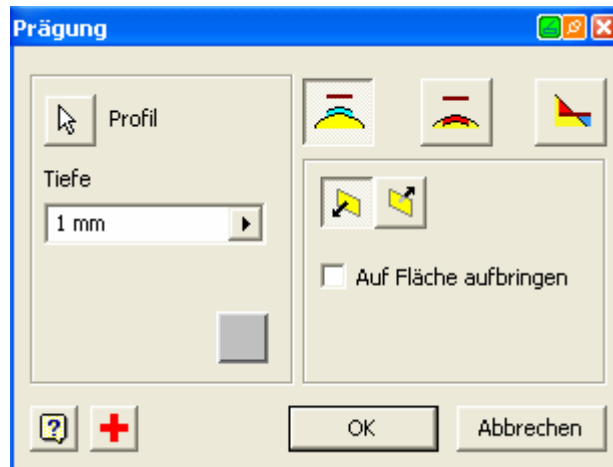 Prägung
Profil
Tiefe
1 mm
Auf Fläche aufbringen
OK
Abbrechen